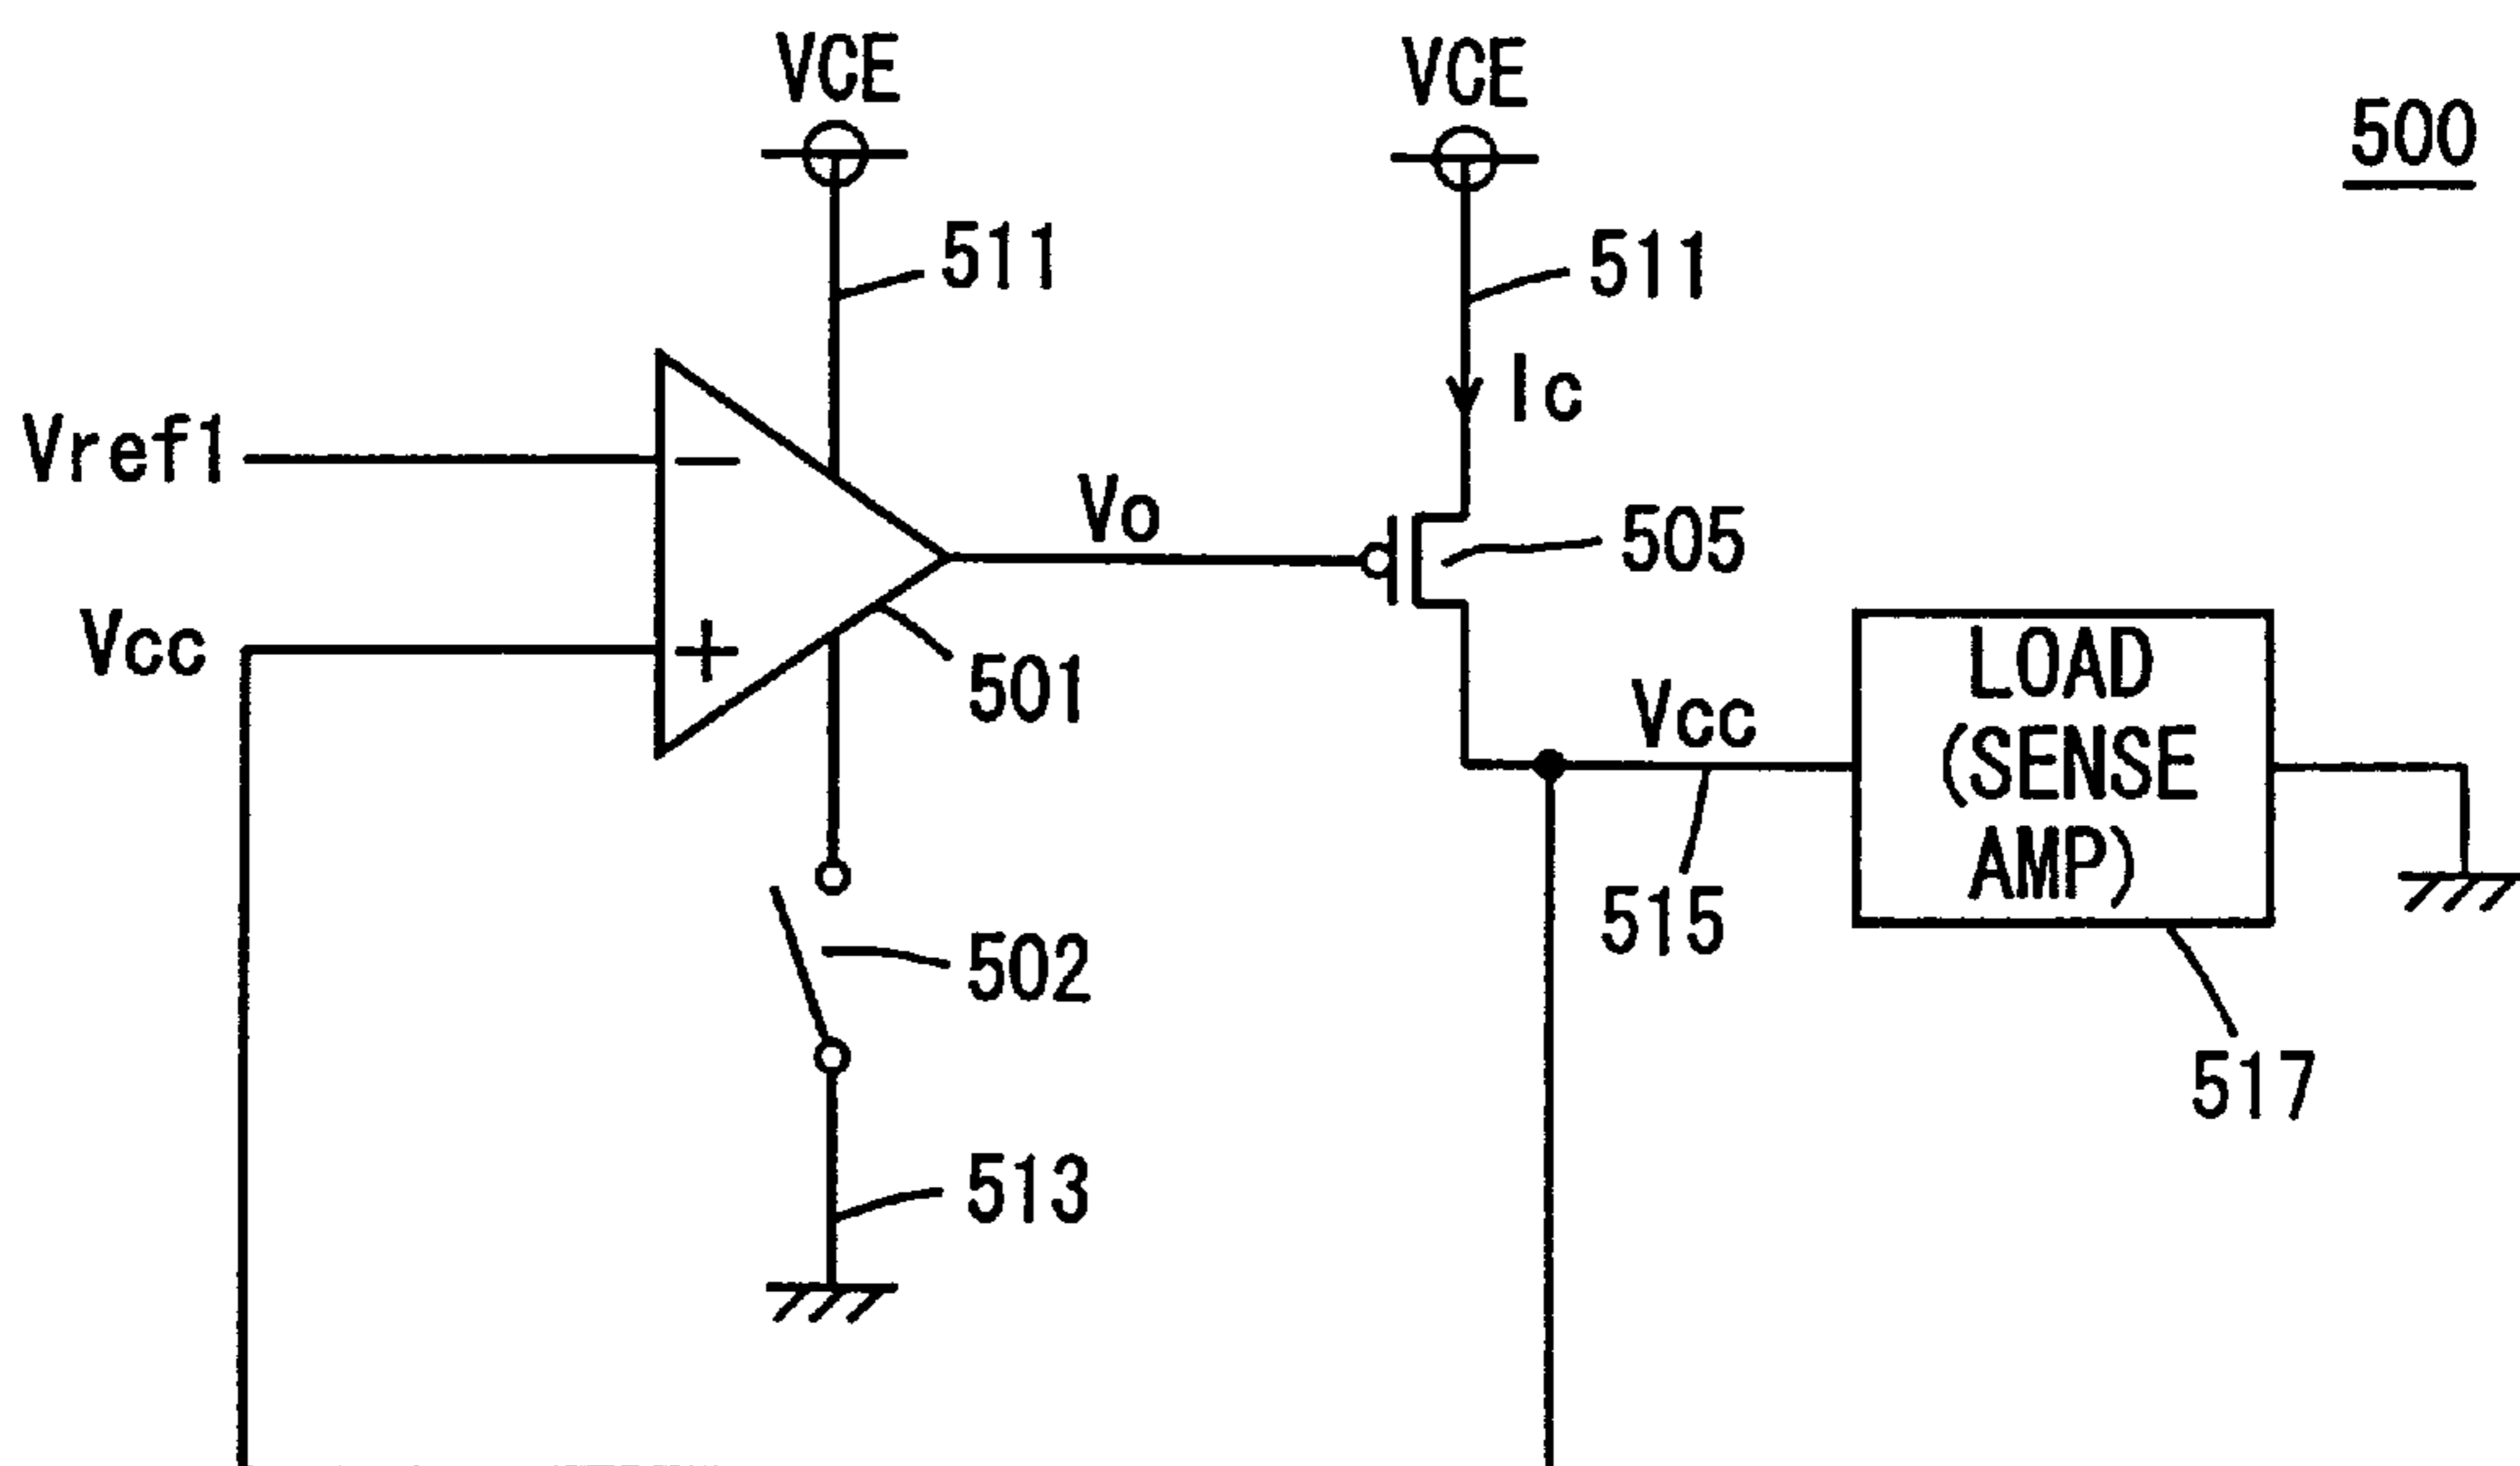 VCE
VCE
500
511
511
Ic
Vref1
−
Vo
505
Vcc
+
501
Vcc
LOAD
(SENSE
AMP)
515
502
517
513